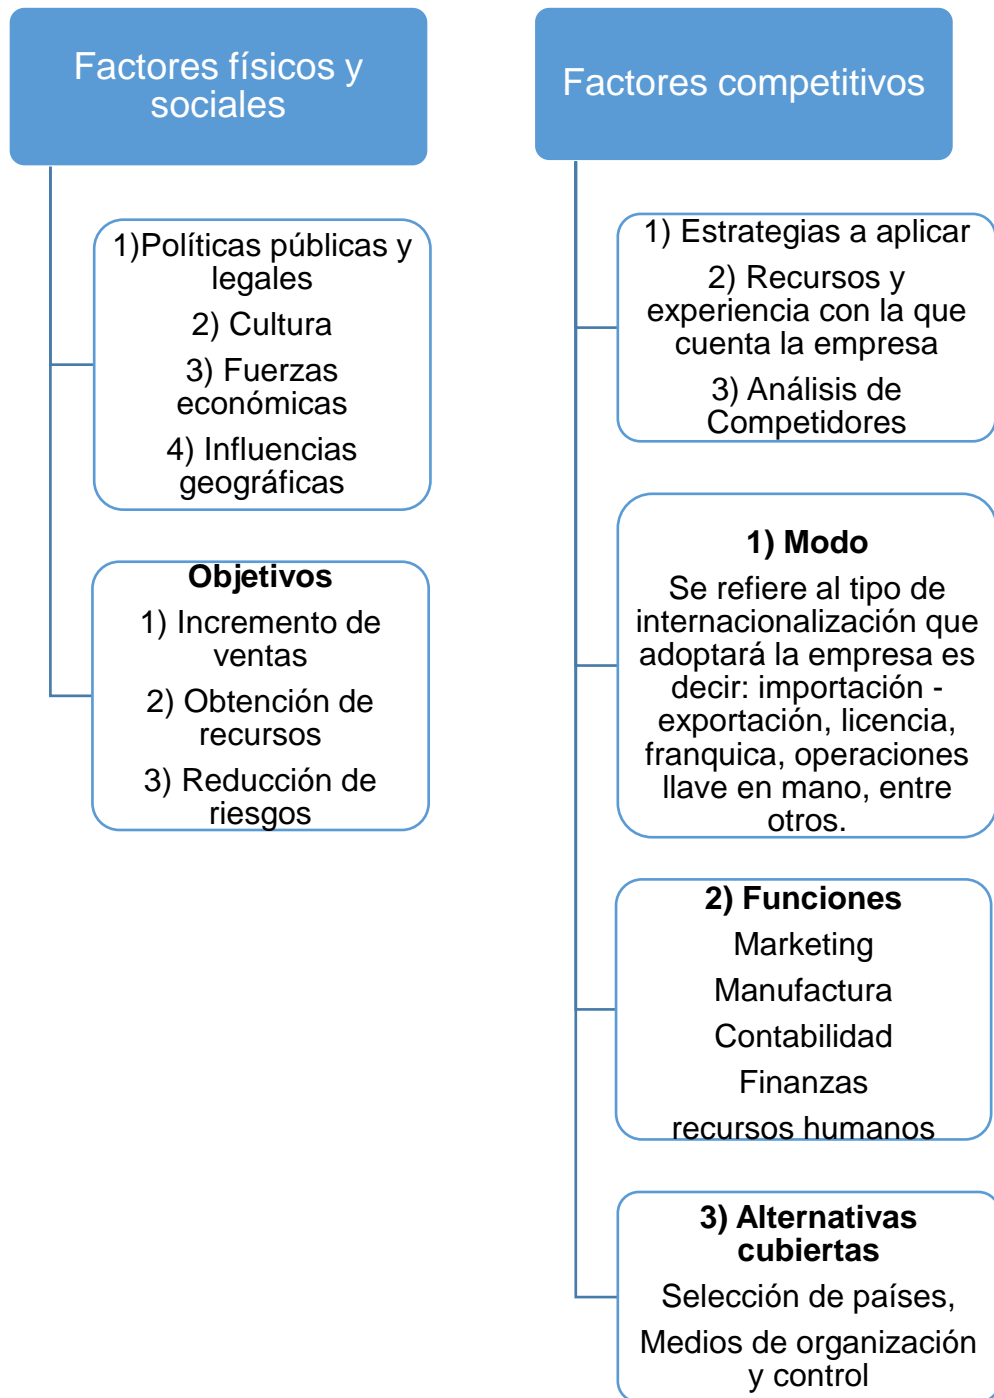 Factores físicos y
sociales
1)Políticas públicas y
legales
2) Cultura
3) Fuerzas
económicas
4) Influencias
geográficas
Objetivos
1) Incremento de
ventas
2) Obtención de
recursos
3) Reducción de
riesgos
Factores competitivos
1) Estrategias a aplicar
2) Recursos y
experiencia con la que
cuenta la empresa
3) Análisis de
Competidores
1) Modo
Se refiere al tipo de
internacionalización que
adoptará la empresa es
decir: importación -
exportación, licencia,
franquica, operaciones
llave en mano, entre
otros.
2) Funciones
Marketing
Manufactura
Contabilidad
Finanzas
recursos humanos
3) Alternativas
cubiertas
Selección de países,
Medios de organización
y control